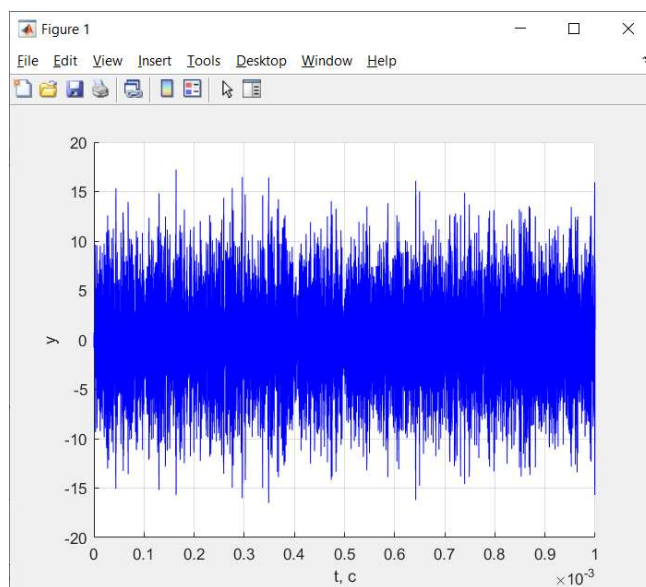 Figure 1
File Edit View Insert Tools Desktop Window Help
20
15
10
5
0
-5
-10
-15
-20
y
0 0.1 0.2 0.3 0.4 0.5 0.6 0.7 0.8 0.9 1
t, c
×10⁻³